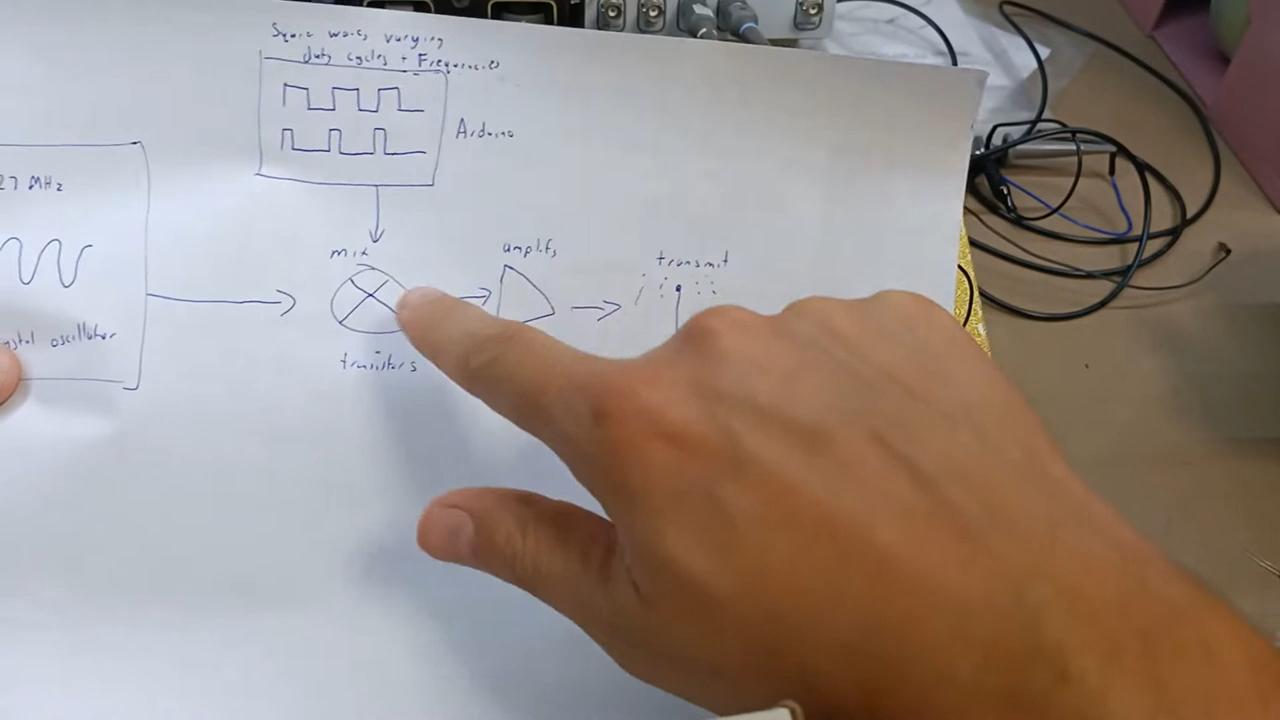 Square waves varying
duty cycles + Frequencies
Arduino
27 MHz
mix
amplify
transmit
crystal oscillator
transistors